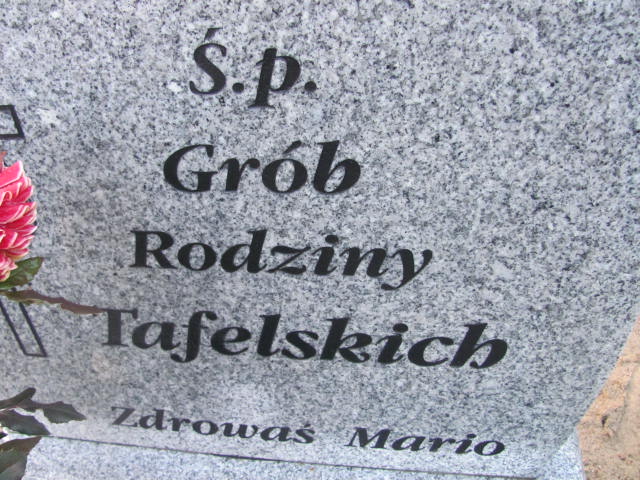 Ś.p.
Grób
Rodziny
Tafelskich
Zdrowaś Mario